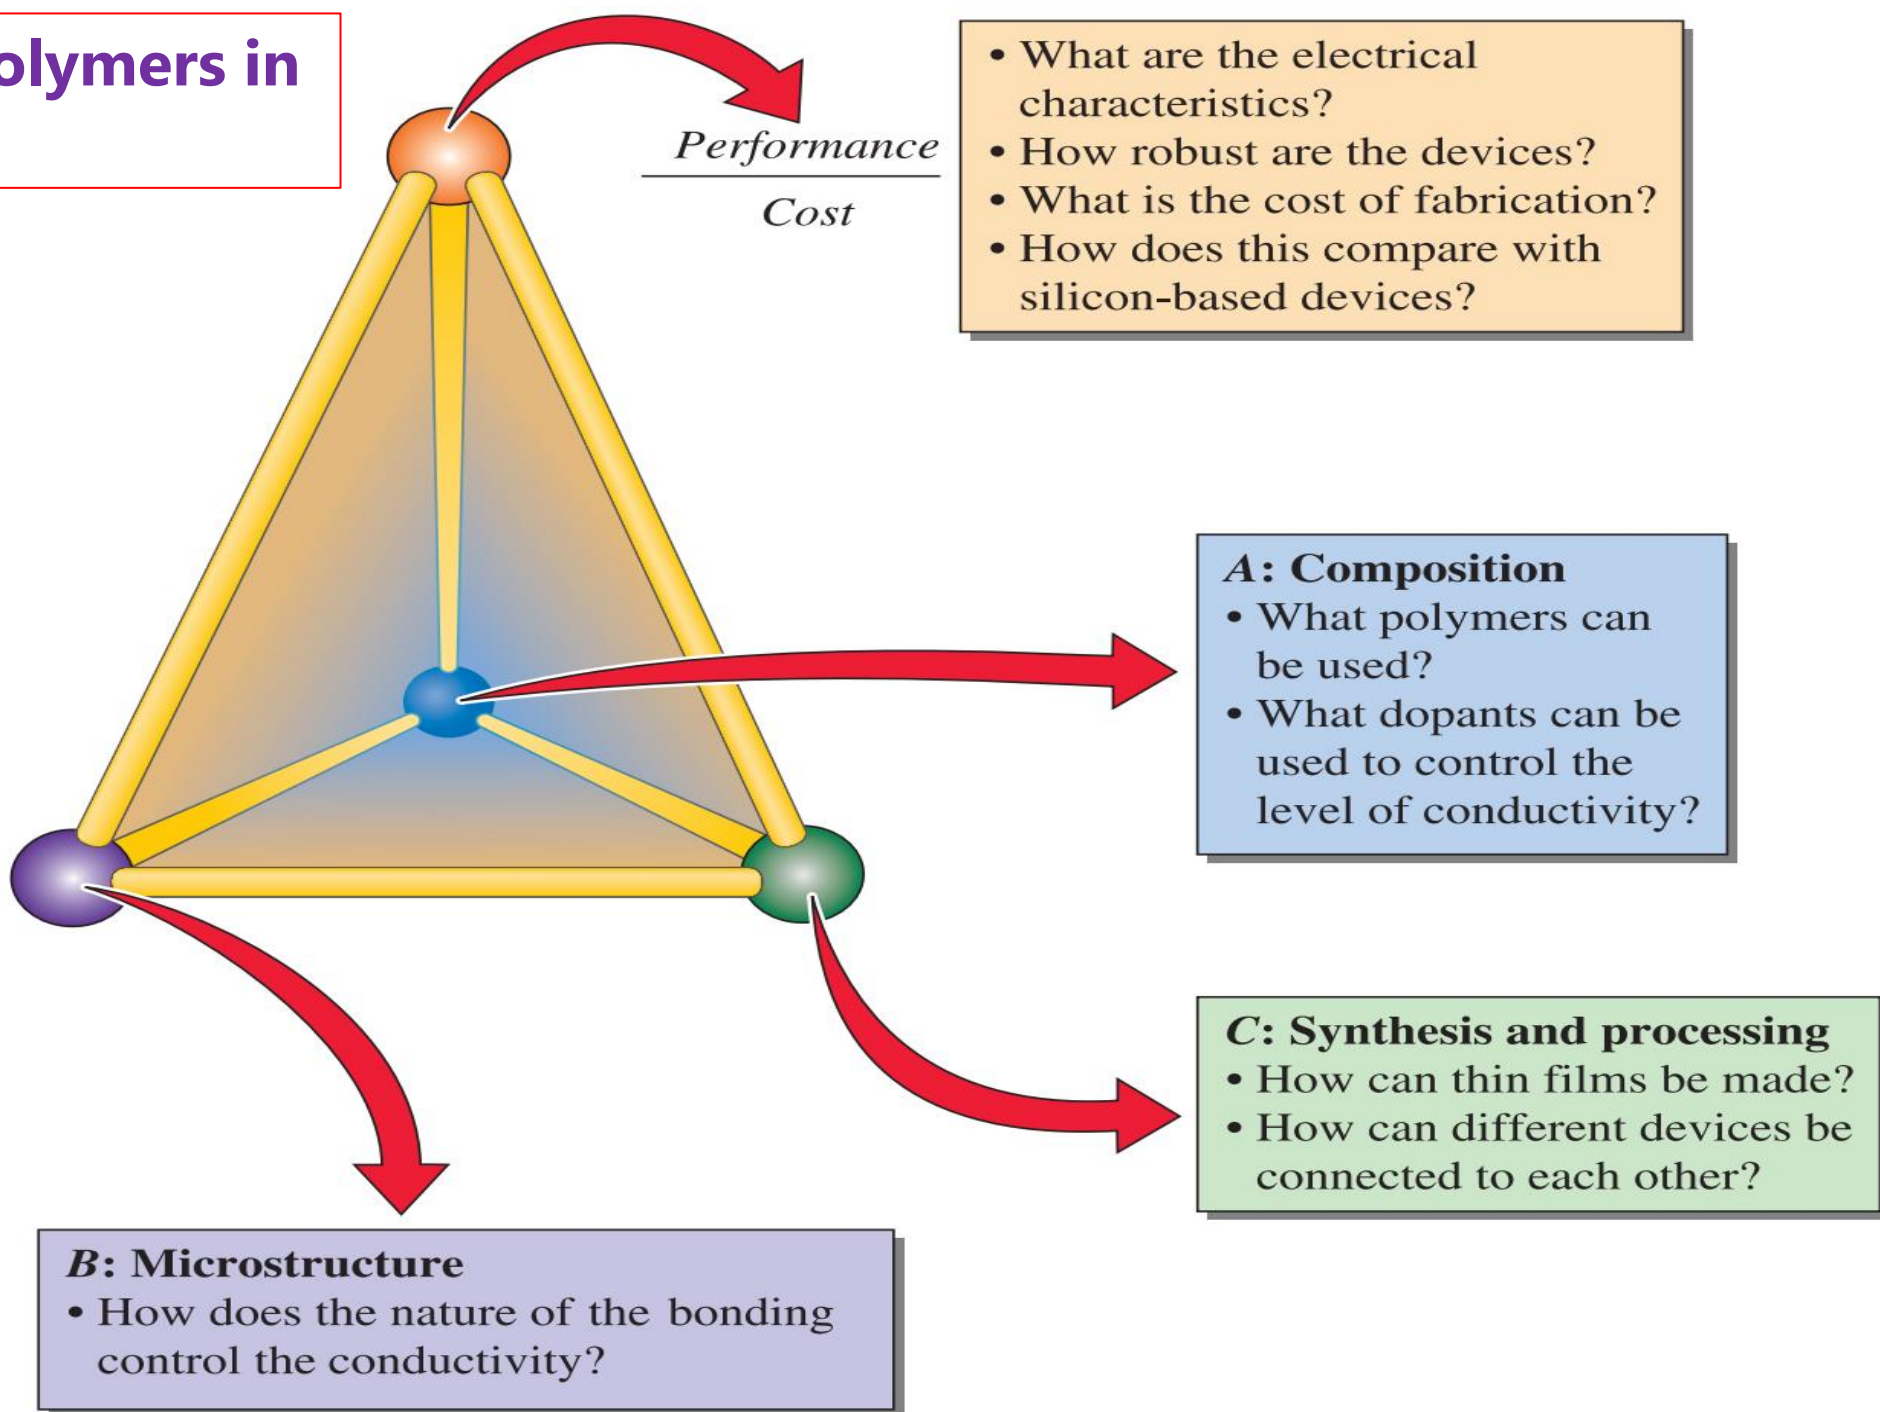 olymers in
Performance
Cost
• What are the electrical
characteristics?
• How robust are the devices?
• What is the cost of fabrication?
• How does this compare with
silicon-based devices?
A: Composition
• What polymers can
be used?
• What dopants can be
used to control the
level of conductivity?
C: Synthesis and processing
• How can thin films be made?
• How can different devices be
connected to each other?
B: Microstructure
• How does the nature of the bonding
control the conductivity?